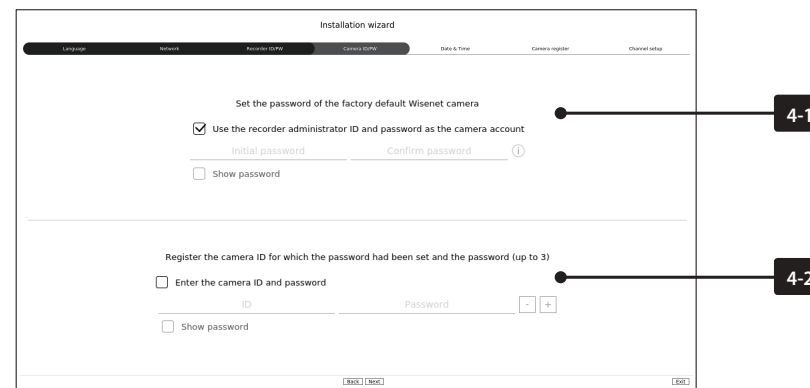 Installation wizard
Language Network Recorder ID/PW Camera ID/PW Date & Time Camera register Channel setup
Set the password of the factory default Wisenet camera
4-1
Use the recorder administrator ID and password as the camera account
Initial password Confirm password i
Show password
Register the camera ID for which the password had been set and the password (up to 3)
4-2
Enter the camera ID and password
ID Password - +
Show password
Back Next Exit